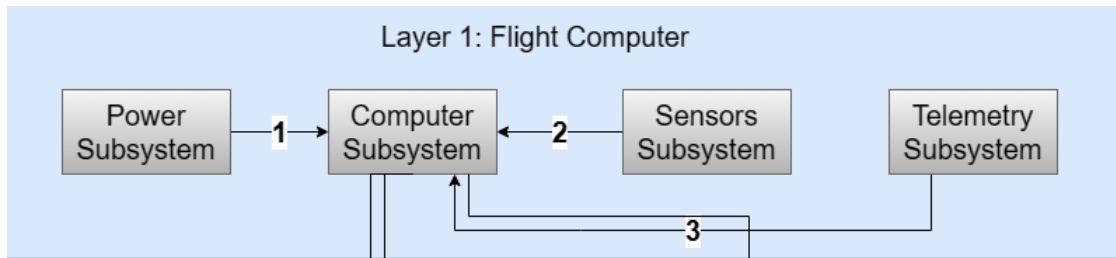 Layer 1: Flight Computer
Power
Subsystem
1
Computer
Subsystem
2
Sensors
Subsystem
Telemetry
Subsystem
3